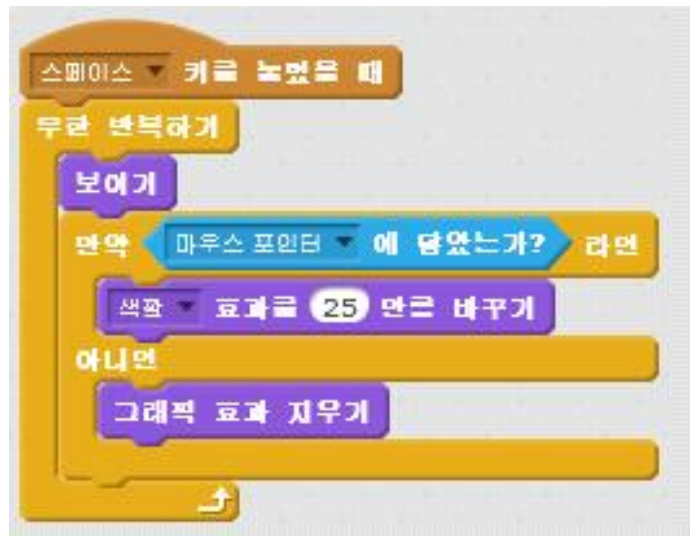 스페이스 키를 눌렀을 때
무한 반복하기
보이기
만약 마우스 포인터 에 닿았는가? 라면
색깔 효과를 25 만큼 바꾸기
아니면
그래픽 효과 지우기